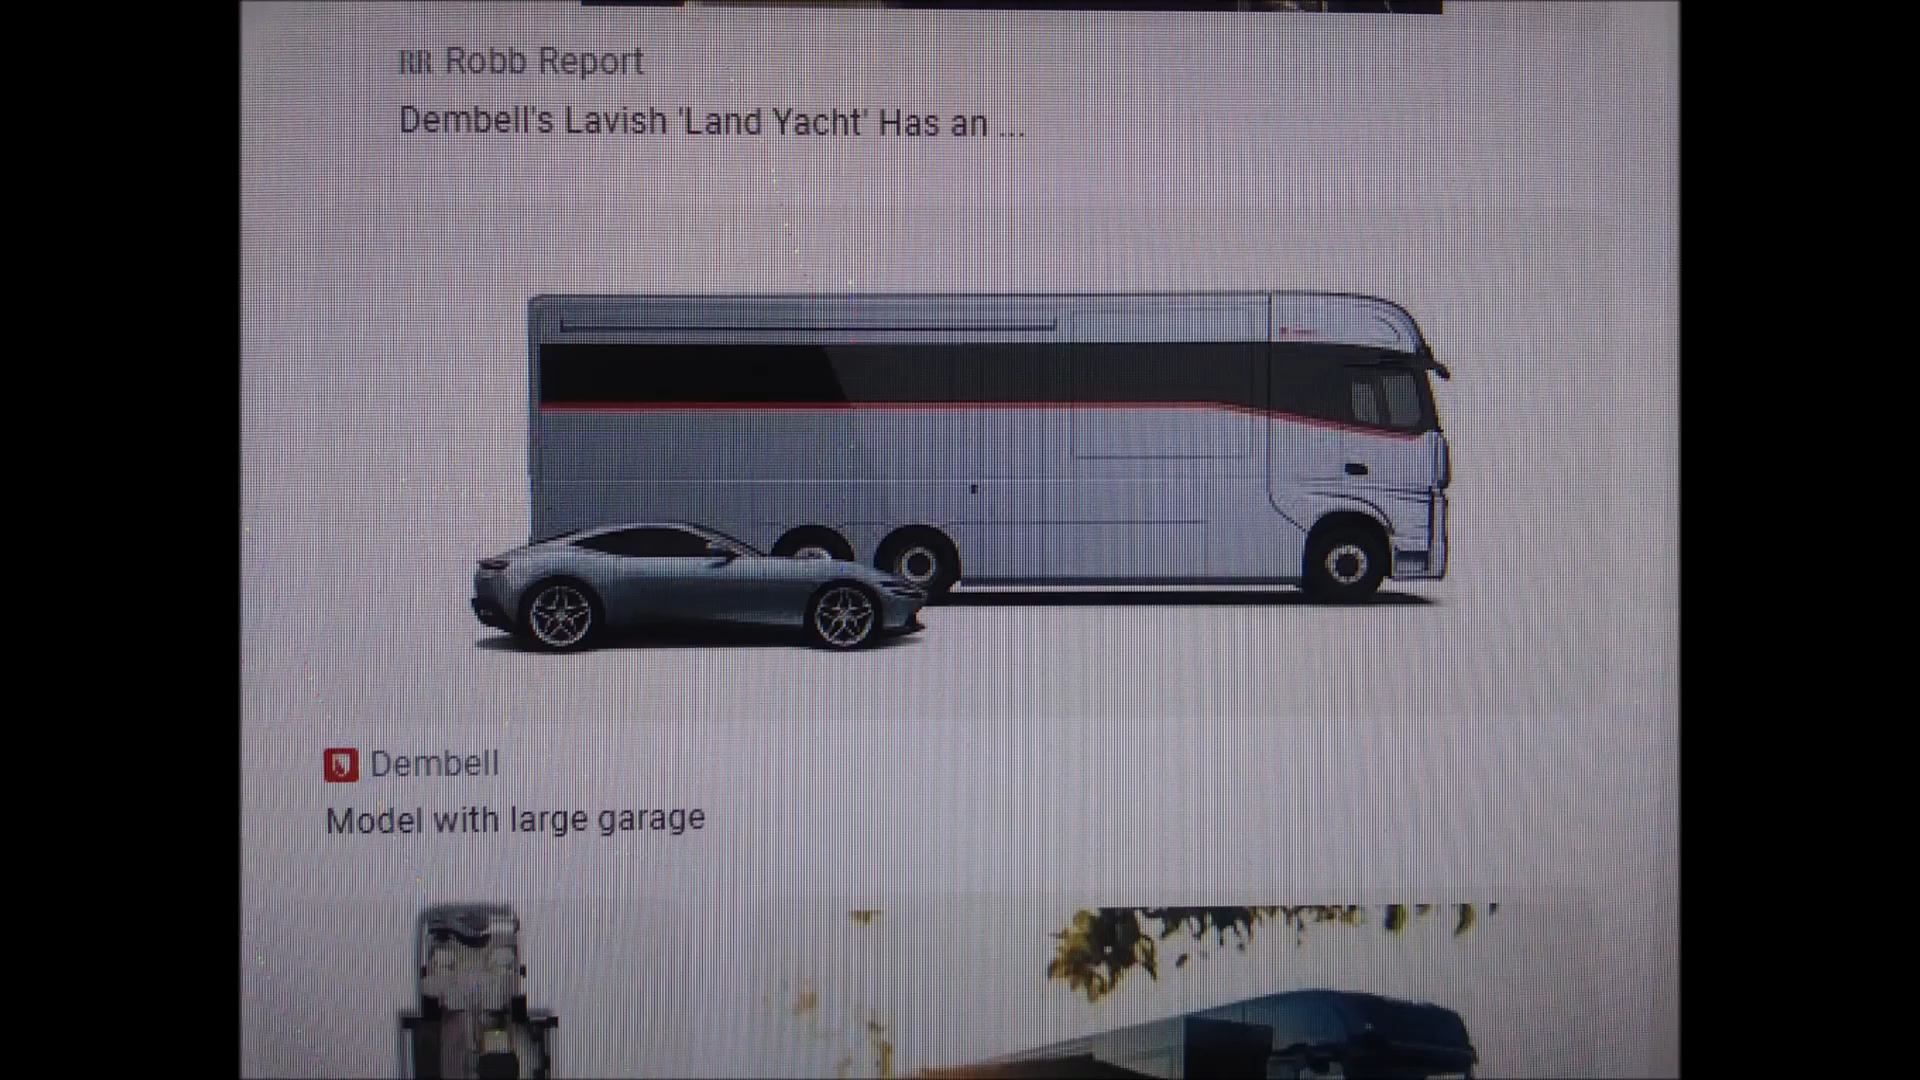 RR Robb Report
Dembell's Lavish 'Land Yacht' Has an ...
Dembell
Model with large garage